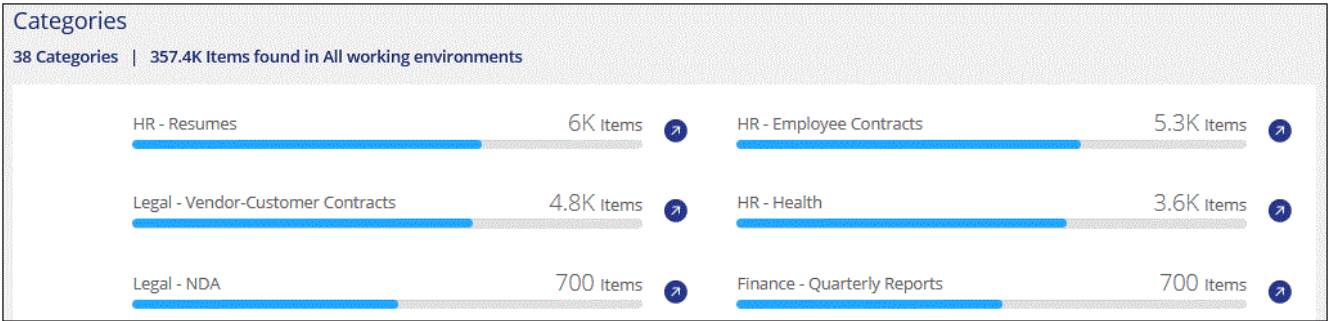 Categories
38 Categories | 357.4K Items found in All working environments
HR - Resumes 6K Items
HR - Employee Contracts 5.3K Items
Legal - Vendor-Customer Contracts 4.8K Items
HR - Health 3.6K Items
Legal - NDA 700 Items
Finance - Quarterly Reports 700 Items